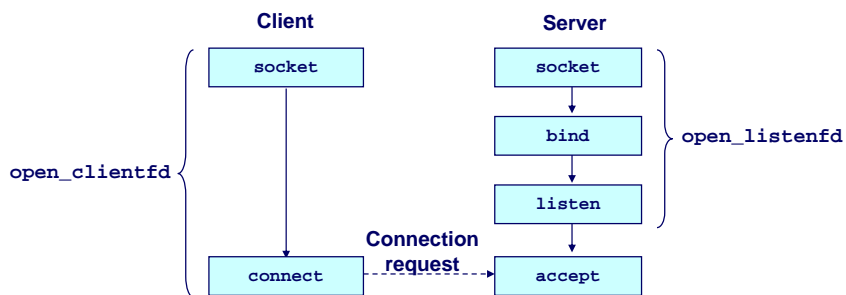 Client
Server
socket
socket
bind
open_listenfd
open_clientfd
listen
Connection
request
connect
accept